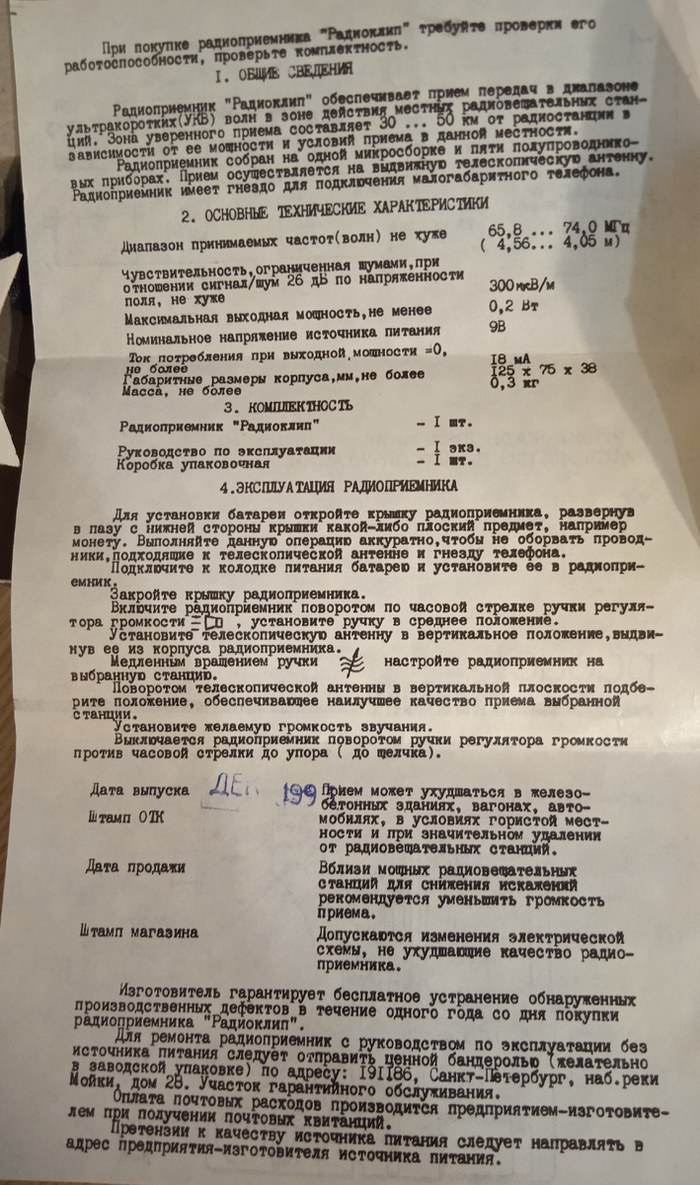 При покупке радиоприемника "Радиоклип" требуйте проверки его
работоспособности, проверьте комплектность.
I. ОБЩИЕ СВЕДЕНИЯ
Радиоприемник "Радиоклип" обеспечивает прием передач в диапазоне
ультракоротких(УКВ) волн в зоне действия местных радиовещательных стан-
ций. Зона уверенного приема составляет 30 ... 50 км от радиостанции в
зависимости от ее мощности и условий приема в данной местности.
Радиоприемник собран на одной микросборке и пяти полупроводнико-
вых приборах. Прием осуществляется на выдвижную телескопическую антенну.
Радиоприемник имеет гнездо для подключения малогабаритного телефона.
2. ОСНОВНЫЕ ТЕХНИЧЕСКИЕ ХАРАКТЕРИСТИКИ
Диапазон принимаемых частот(волн) не хуже 65,8 ... 74,0 МГц
( 4,56... 4,05 м)
Чувствительность,ограниченная шумами,при
отношении сигнал/шум 26 дБ по напряженности
поля, не хуже 300мкВ/м
Максимальная выходная мощность,не менее 0,2 Вт
Номинальное напряжение источника питания 9В
Ток потребления при выходной мощности =0,
не более 18 мА
Габаритные размеры корпуса,мм,не более 125 x 75 x 38
Масса, не более 0,3 кг
3. КОМПЛЕКТНОСТЬ
Радиоприемник "Радиоклип" - I шт.
Руководство по эксплуатации - I экз.
Коробка упаковочная - I шт.
4.ЭКСПЛУАТАЦИЯ РАДИОПРИЕМНИКА
Для установки батареи откройте крышку радиоприемника, развернув
в пазу с нижней стороны крышки какой-либо плоский предмет, например
монету. Выполняйте данную операцию аккуратно,чтобы не оборвать провод-
ники,подходящие к телескопической антенне и гнезду телефона.
Подключите к колодке питания батарею и установите ее в радиопри-
емник.
Закройте крышку радиоприемника.
Включите радиоприемник поворотом по часовой стрелке ручки регуля-
тора громкости , установите ручку в среднее положение.
Установите телескопическую антенну в вертикальное положение,выдви-
нув ее из корпуса радиоприемника.
Медленным вращением ручки настройте радиоприемник на
выбранную станцию.
Поворотом телескопической антенны в вертикальной плоскости подбе-
рите положение, обеспечивающее наилучшее качество приема выбранной
станции.
Установите желаемую громкость звучания.
Выключается радиоприемник поворотом ручки регулятора громкости
против часовой стрелки до упора ( до щелчка).
Дата выпуска ДЕК 199
Штамп ОТК
Дата продажи
Штамп магазина
Прием может ухудшаться в железо-
бетонных зданиях, вагонах, авто-
мобилях, в условиях гористой мест-
ности и при значительном удалении
от радиовещательных станций.
Вблизи мощных радиовещательных
станций для снижения искажений
рекомендуется уменьшить громкость
приема.
Допускаются изменения электрической
схемы, не ухудшающие качество радио-
приемника.
Изготовитель гарантирует бесплатное устранение обнаруженных
производственных дефектов в течение одного года со дня покупки
радиоприемника "Радиоклип".
Для ремонта радиоприемник с руководством по эксплуатации без
источника питания следует отправить ценной бандеролью (желательно
в заводской упаковке) по адресу: I9II86, Санкт-Петербург, наб.реки
Мойки, дом 28. Участок гарантийного обслуживания.
Оплата почтовых расходов производится предприятием-изготовите-
лем при получении почтовых квитанций.
Претензии к качеству источника питания следует направлять в
адрес предприятия-изготовителя источника питания.